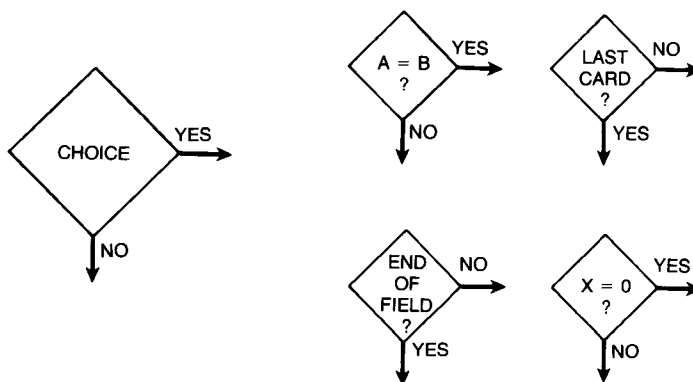 CHOICE
YES
NO
A = B
?
YES
NO
LAST
CARD
?
NO
YES
END
OF
FIELD
?
NO
YES
X = 0
?
YES
NO